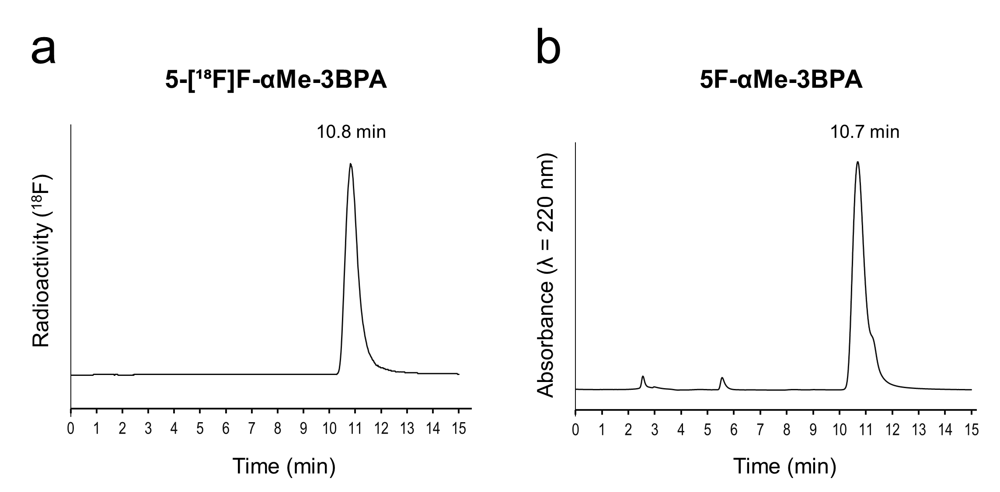 a
5-[¹⁸F]F-αMe-3BPA
10.8 min
Radioactivity (¹⁸F)
0 1 2 3 4 5 6 7 8 9 10 11 12 13 14 15
Time (min)
b
5F-αMe-3BPA
10.7 min
Absorbance (λ = 220 nm)
0 1 2 3 4 5 6 7 8 9 10 11 12 13 14 15
Time (min)